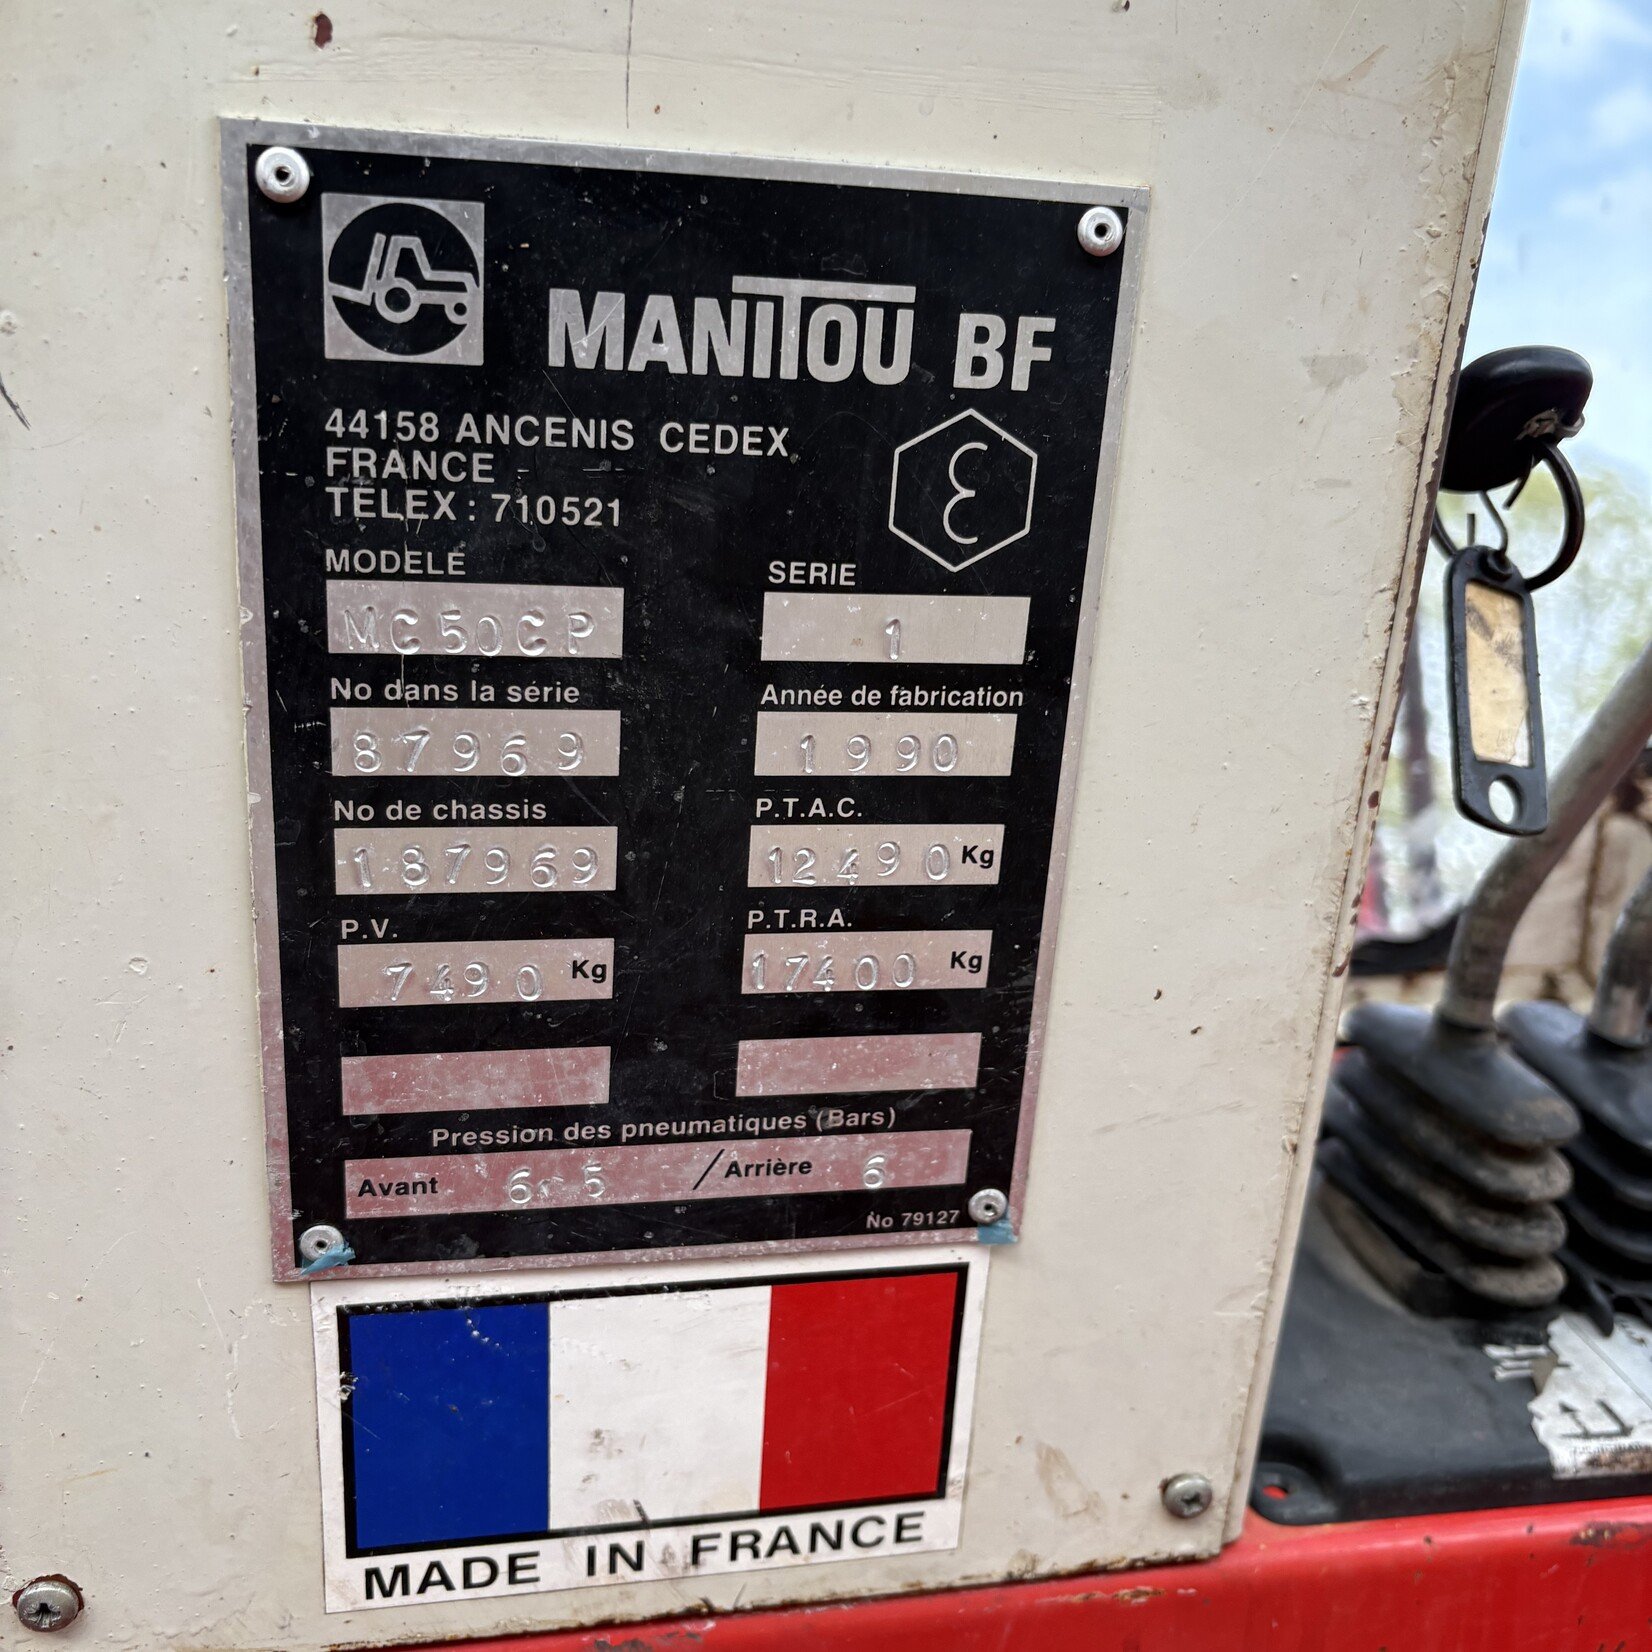 MANITOU BF
44158 ANCENIS CEDEX
FRANCE
TELEX : 710521
Ɛ
MODELE SERIE
MC50CP 1
No dans la série Année de fabrication
87969 1990
No de chassis P.T.A.C.
187969 12490 Kg
P.V. P.T.R.A.
7490 Kg 17400 Kg
Pression des pneumatiques (Bars)
Avant 6,5 / Arrière 6
No 79127
MADE IN FRANCE